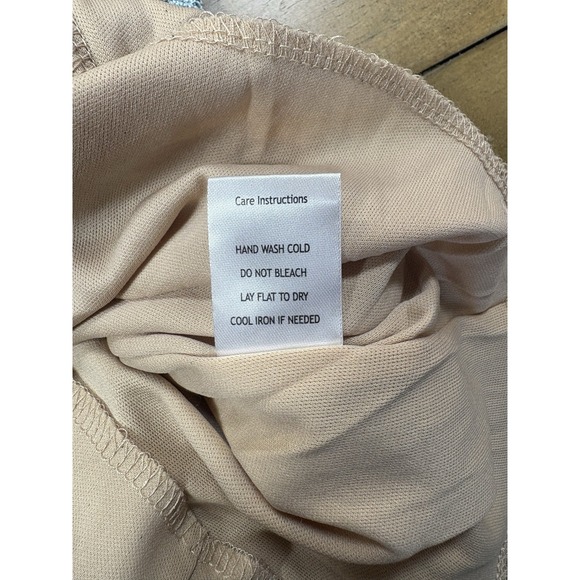 Care Instructions
HAND WASH COLD
DO NOT BLEACH
LAY FLAT TO DRY
COOL IRON IF NEEDED